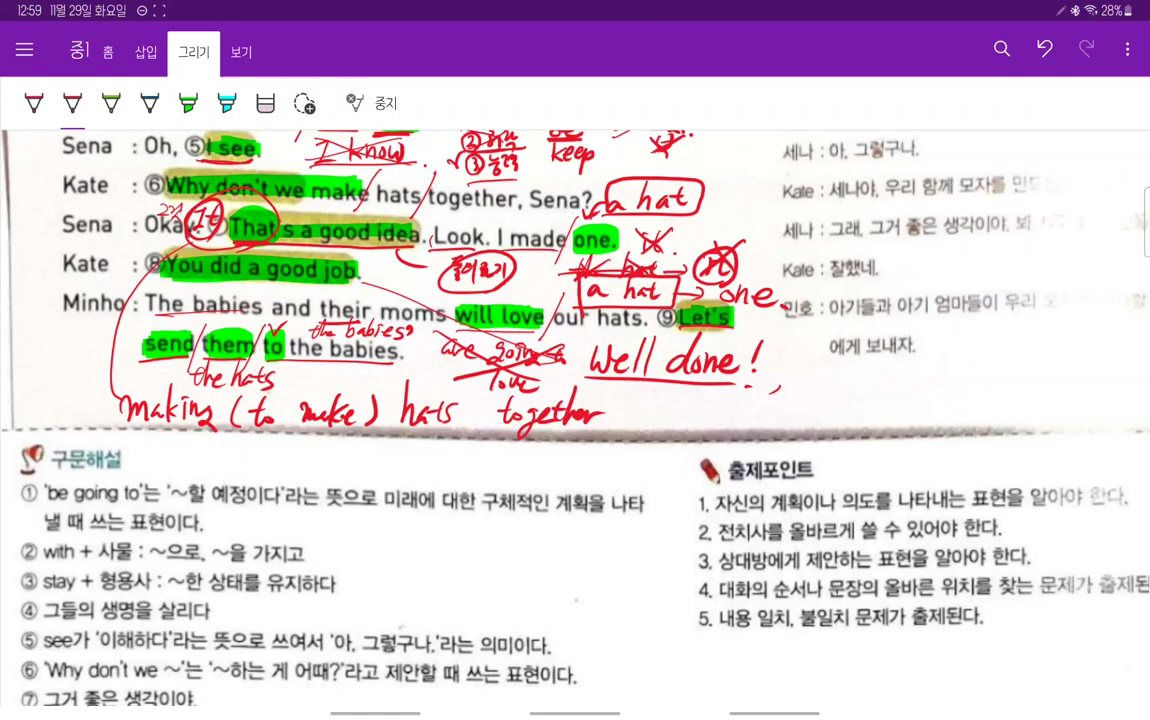 12:59 11월 29일 화요일
28%
중1 홈 삽입 그리기 보기
중지
Sena : Oh, ⑤I see.
I know
② 허락
③ 능력
keep
세나 : 아, 그렇구나.
Kate : ⑥Why don't we make hats together, Sena?
a hat
Kate : 세나야, 우리 함께 모자를
It
Sena : Okay. That's a good idea. Look. I made one.
세나 : 그래, 그거 좋은 생각이야.
Kate : ⑧You did a good job.
a hat → one.
Kate : 잘했네.
Minho : The babies and their moms will love our hats. ⑨Let's
민호 : 아기들과 아기 엄마들이 우리
send them to the babies.
the babies
에게 보내자.
are going to
love
Well done!
the hats
making (to make) hats together
구문해설
① 'be going to'는 '~할 예정이다'라는 뜻으로 미래에 대한 구체적인 계획을 나타
낼 때 쓰는 표현이다.
② with + 사물 : ~으로, ~을 가지고
③ stay + 형용사 : ~한 상태를 유지하다
④ 그들의 생명을 살리다
⑤ see가 '이해하다'라는 뜻으로 쓰여서 '아, 그렇구나.'라는 의미이다.
⑥ 'Why don't we ~'는 '~하는 게 어때?'라고 제안할 때 쓰는 표현이다.
⑦ 그거 좋은 생각이야.
출제포인트
1. 자신의 계획이나 의도를 나타내는 표현을 알아야 한다.
2. 전치사를 올바르게 쓸 수 있어야 한다.
3. 상대방에게 제안하는 표현을 알아야 한다.
4. 대화의 순서나 문장의 올바른 위치를 찾는 문제가 출제된
5. 내용 일치, 불일치 문제가 출제된다.